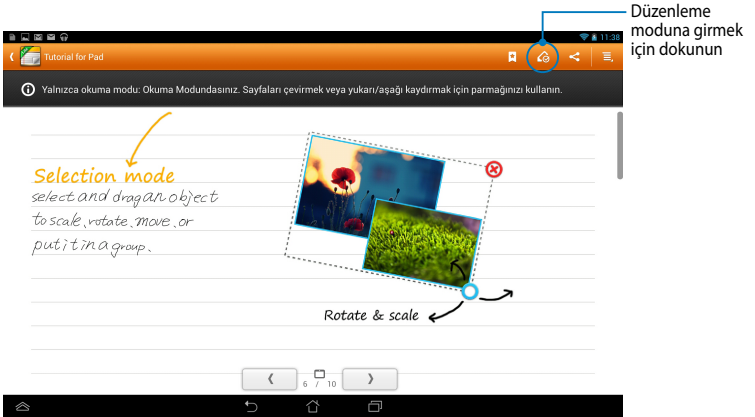 Düzenleme
moduna girmek
için dokunun
11:38
Tutorial for Pad
Yalnızca okuma modu: Okuma Modundasınız. Sayfaları çevirmek veya yukarı/aşağı kaydırmak için parmağınızı kullanın.
Selection mode
select and drag an object
to scale, rotate, move, or
put it in a group.
Rotate & scale
6 / 10